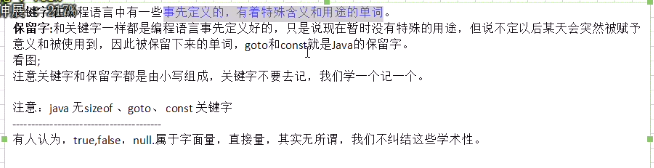 编程语言中有一些事先定义的，有着特殊含义和用途的单词。
保留字:和关键字一样都是编程语言事先定义好的，只是说现在暂时没有特殊的用途，但说不定以后某天会突然被赋予
意义和被使用到，因此被保留下来的单词，goto和const就是Java的保留字。
看图;
注意关键字和保留字都是由小写组成，关键字不要去记，我们学一个记一个。
注意：java 无sizeof 、goto、 const 关键字
----------------------------------------
有人认为，true,false，null.属于字面量，直接量，其实无所谓，我们不纠结这些学术性。